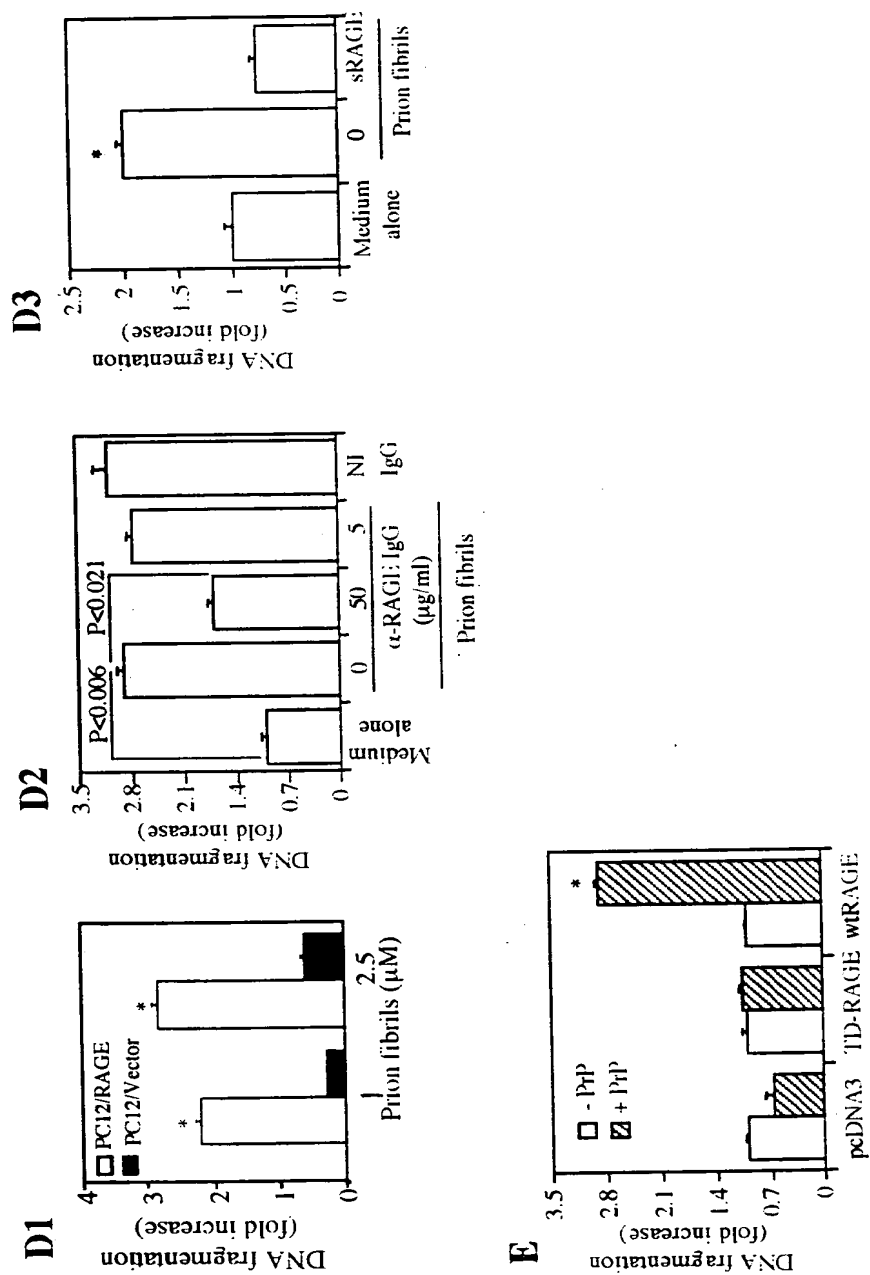 D1
DNA fragmentation
(fold increase)
4
3
2
1
0
PC12/RAGE
PC12/Vector
*
*
1
2.5
Prion fibrils (µM)
D2
DNA fragmentation
(fold increase)
3.5
2.8
2.1
1.4
0.7
0
P<0.006
P<0.021
Medium
alone
0
50
5
NI
IgG
α-RAGE IgG
(µg/ml)
Prion fibrils
D3
DNA fragmentation
(fold increase)
2.5
2
1.5
1
0.5
0
*
Medium
alone
0
sRAGE
Prion fibrils
E
DNA fragmentation
(fold increase)
3.5
2.8
2.1
1.4
0.7
0
- PrP
+ PrP
*
pcDNA3
TD-RAGE
wtRAGE